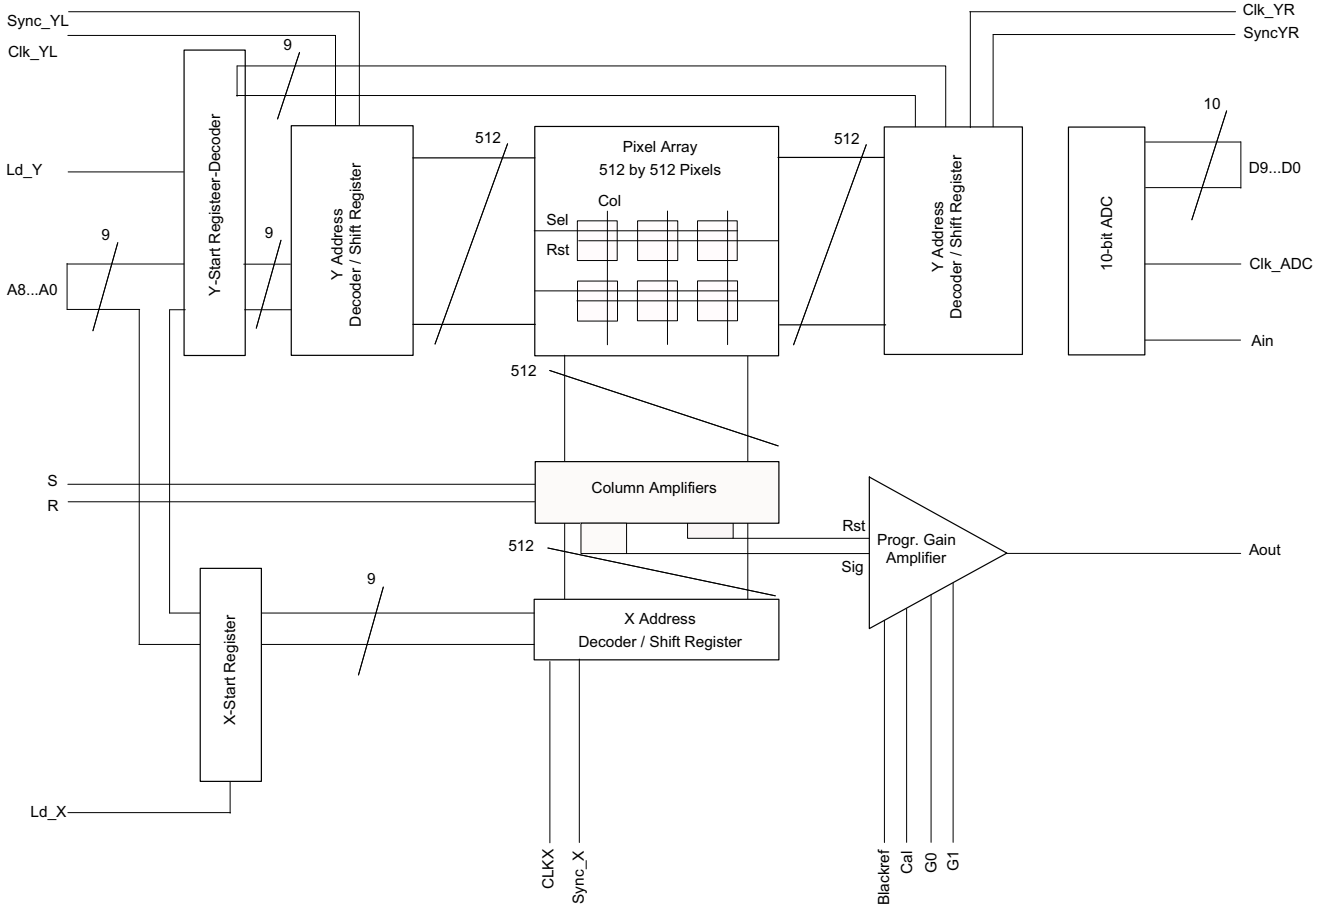 Sync_YL
Clk_YL
Clk_YR
SyncYR
9
Ld_Y
Y-Start Registeer-Decoder
9
A8...A0
9
Y Address
Decoder / Shift Register
512
Pixel Array
512 by 512 Pixels
Col
Sel
Rst
512
Y Address
Decoder / Shift Register
10-bit ADC
10
D9...D0
Clk_ADC
Ain
512
S
R
Column Amplifiers
512
Rst
Sig
Progr. Gain
Amplifier
Aout
9
X Address
Decoder / Shift Register
X-Start Register
Ld_X
CLKX
Sync_X
Blackref
Cal
G0
G1